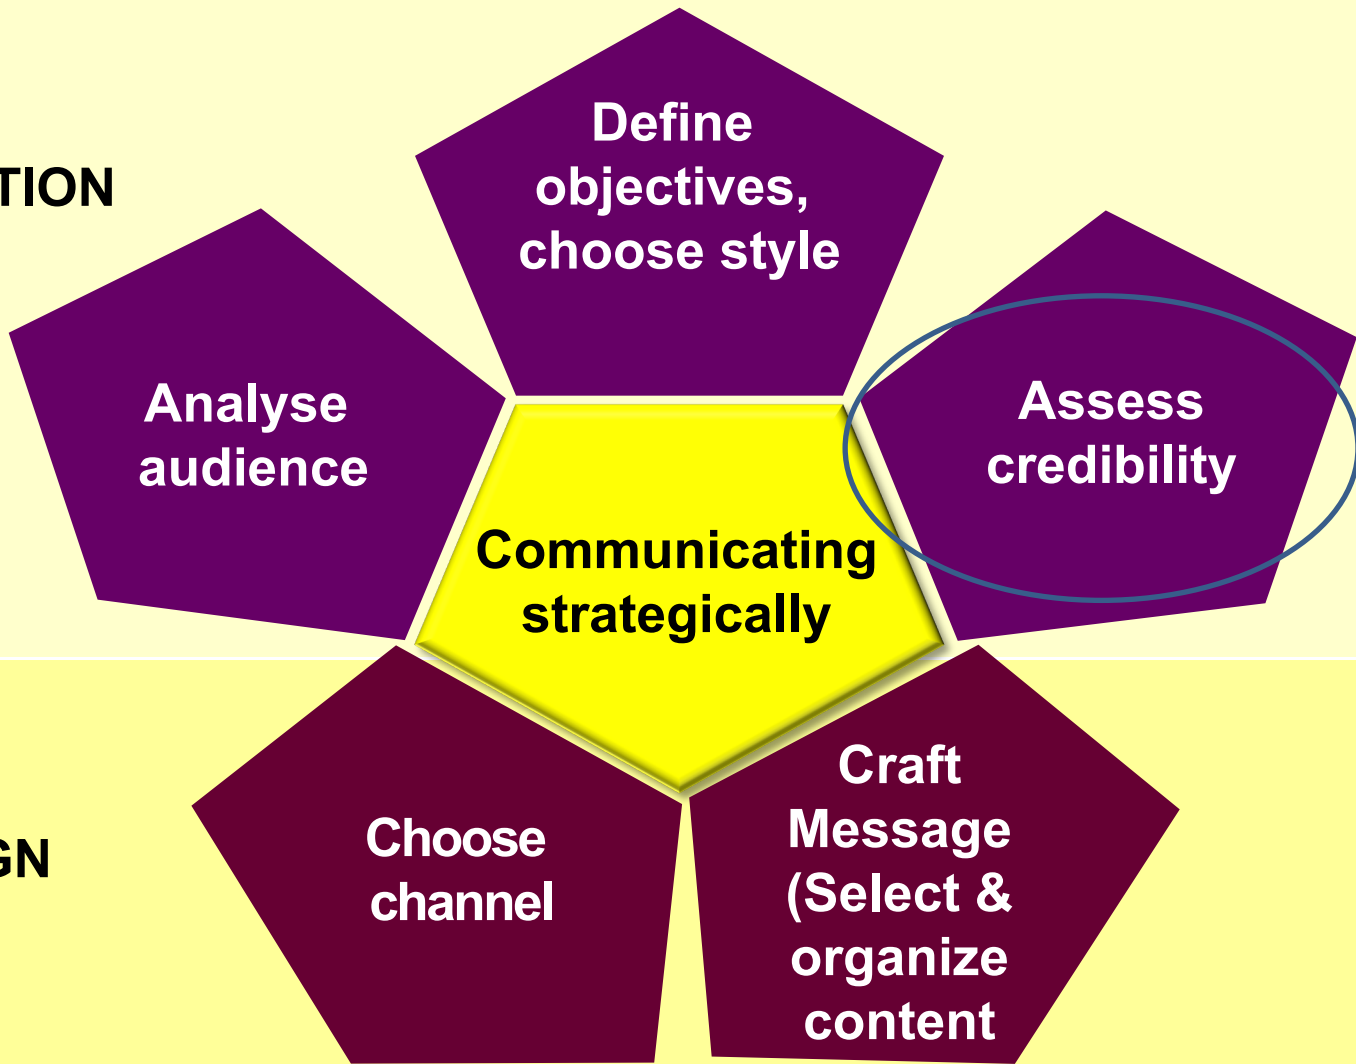 Define
objectives,
choose style
TION
Analyse
audience
Assess
credibility
Communicating
strategically
Choose
channel
GN
Craft
Message
(Select &
organize
content